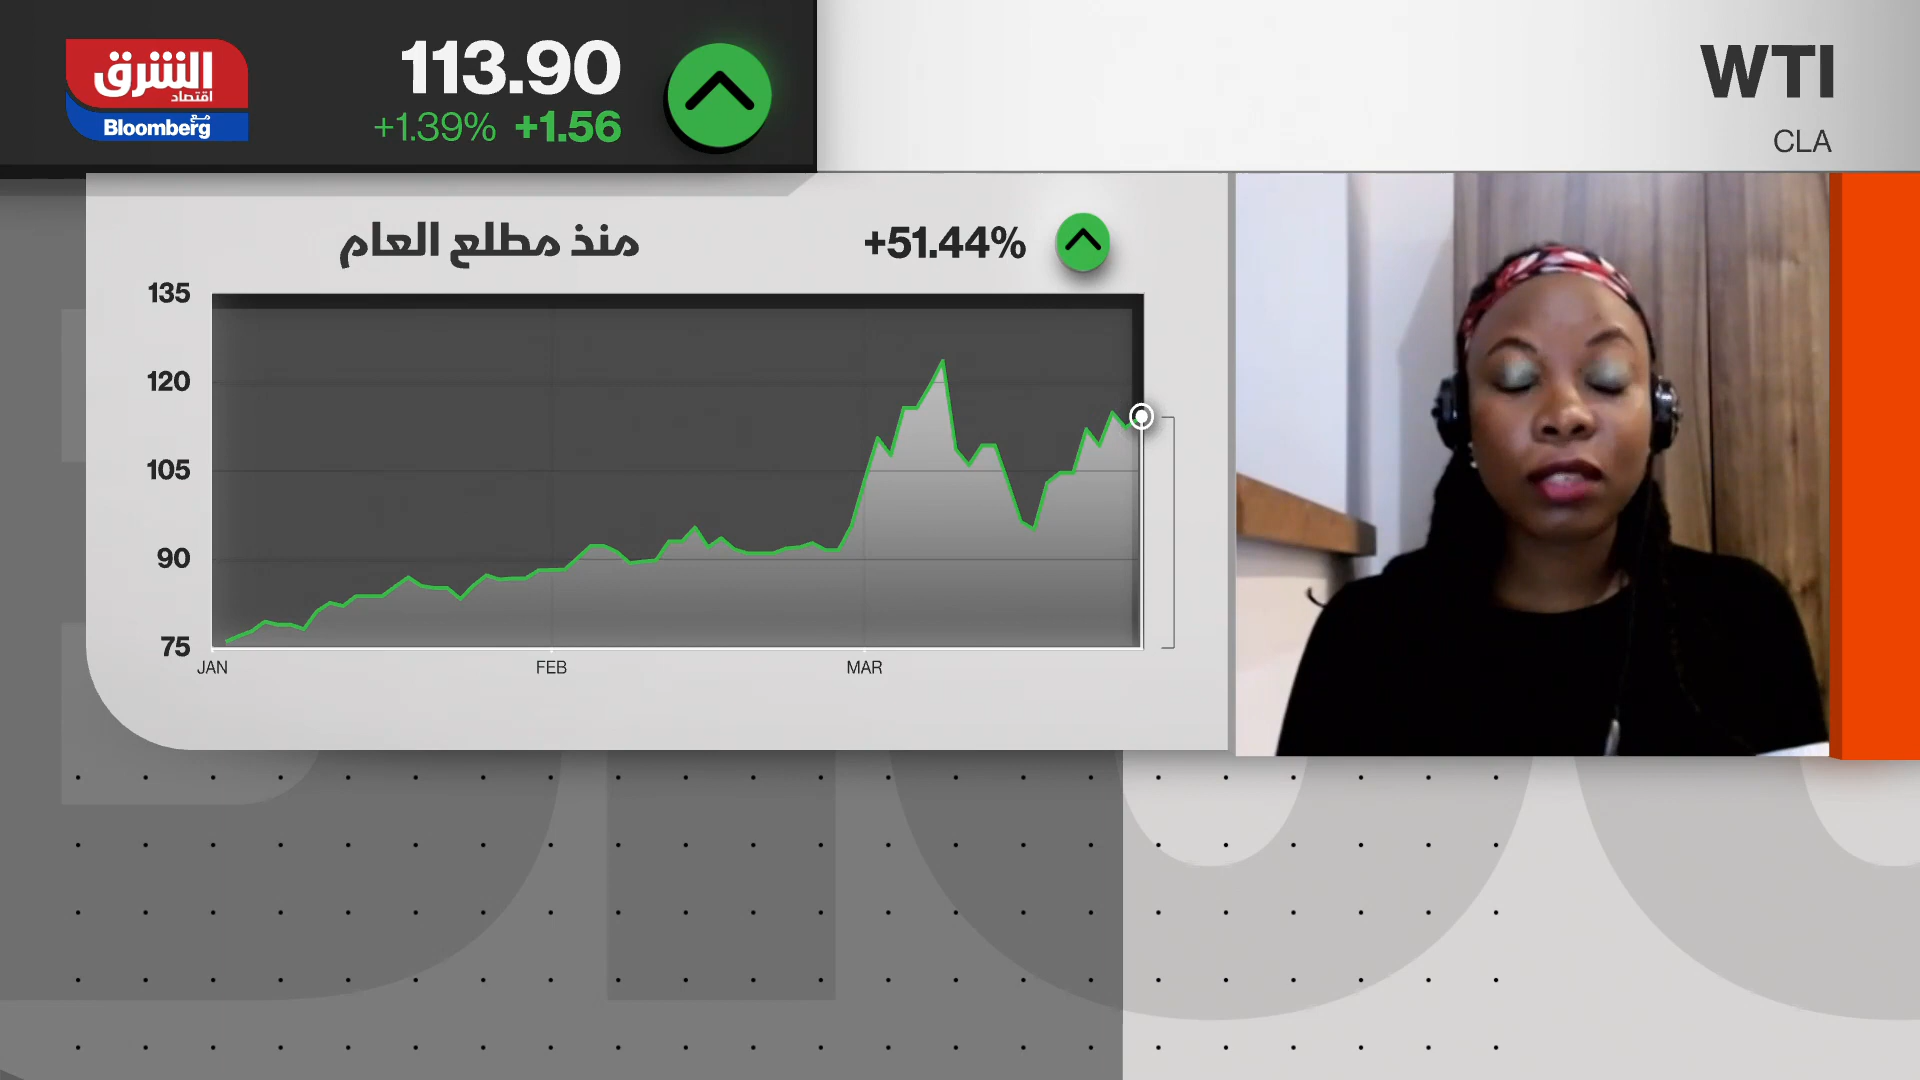 الشرق
اقتصاد
مع
Bloomberg
113.90
+1.39% +1.56
WTI
CLA
منذ مطلع العام
+51.44%
135
120
105
90
75
JAN FEB MAR